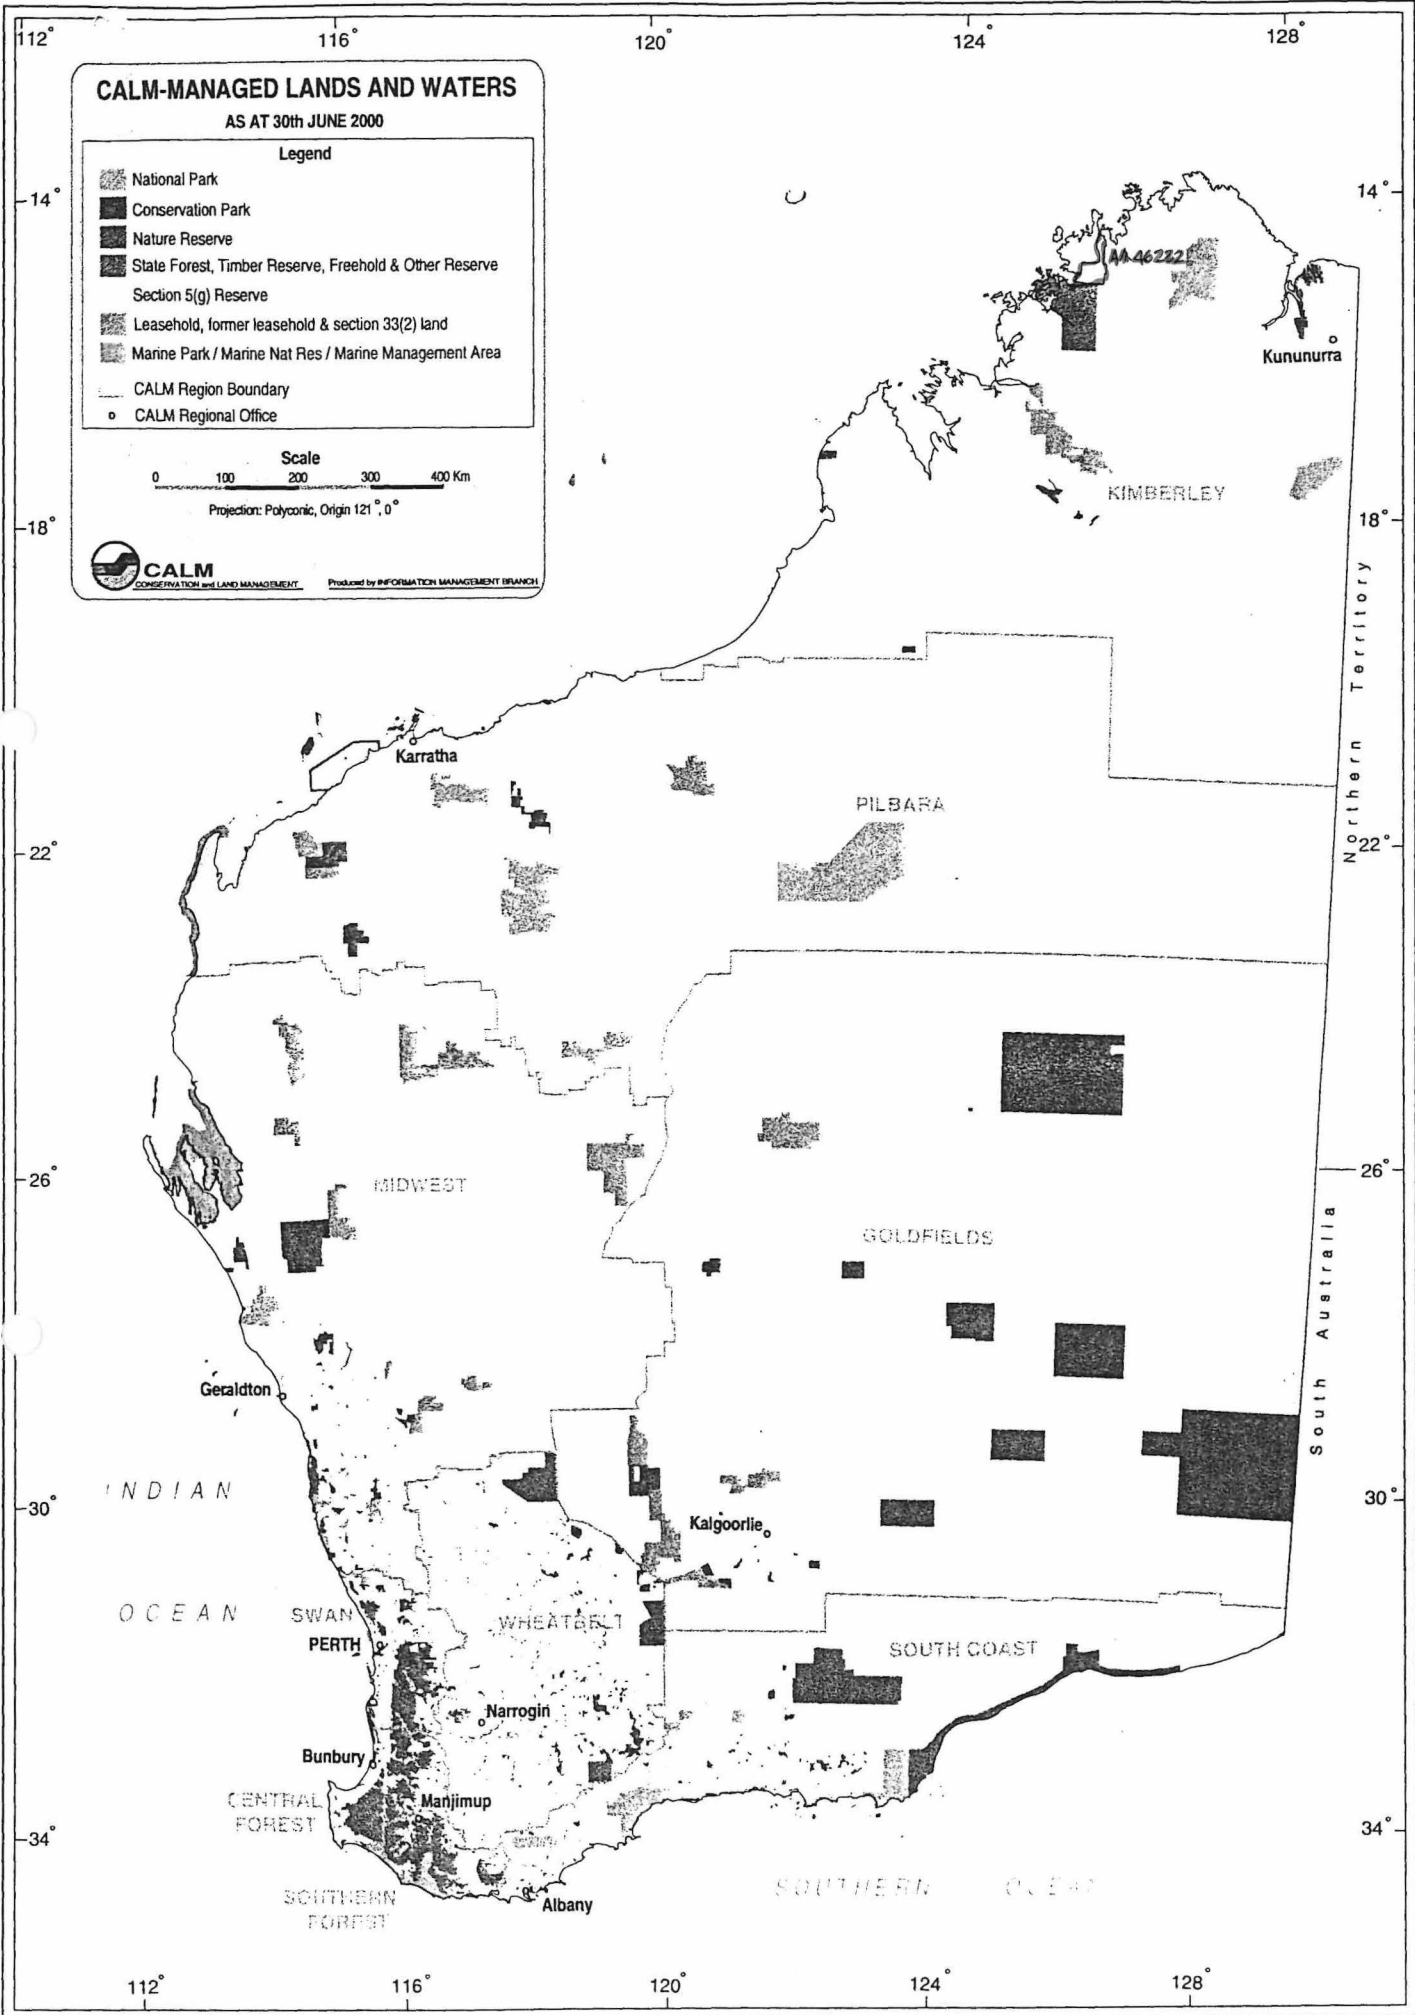 112° 116° 120° 124° 128°
CALM-MANAGED LANDS AND WATERS
AS AT 30th JUNE 2000
Legend
National Park
Conservation Park
Nature Reserve
State Forest, Timber Reserve, Freehold & Other Reserve
Section 5(g) Reserve
Leasehold, former leasehold & section 33(2) land
Marine Park / Marine Nat Res / Marine Management Area
CALM Region Boundary
CALM Regional Office
Scale
0 100 200 300 400 Km
Projection: Polyconic, Origin 121°, 0°
CALM
CONSERVATION and LAND MANAGEMENT
Produced by INFORMATION MANAGEMENT BRANCH
-14° 14°
46222
Kununurra
KIMBERLEY
-18° 18°
Northern Territory
Karratha
PILBARA
-22° 22°
-26° 26°
MIDWEST
GOLDFIELDS
South Australia
Geraldton
INDIAN
-30° 30°
Kalgoorlie
OCEAN
SWAN
WHEATBELT
PERTH
SOUTH COAST
Narrogin
Bunbury
CENTRAL
FOREST
Manjimup
-34° 34°
SOUTHERN OCEAN
SOUTHERN
FOREST
Albany
112° 116° 120° 124° 128°